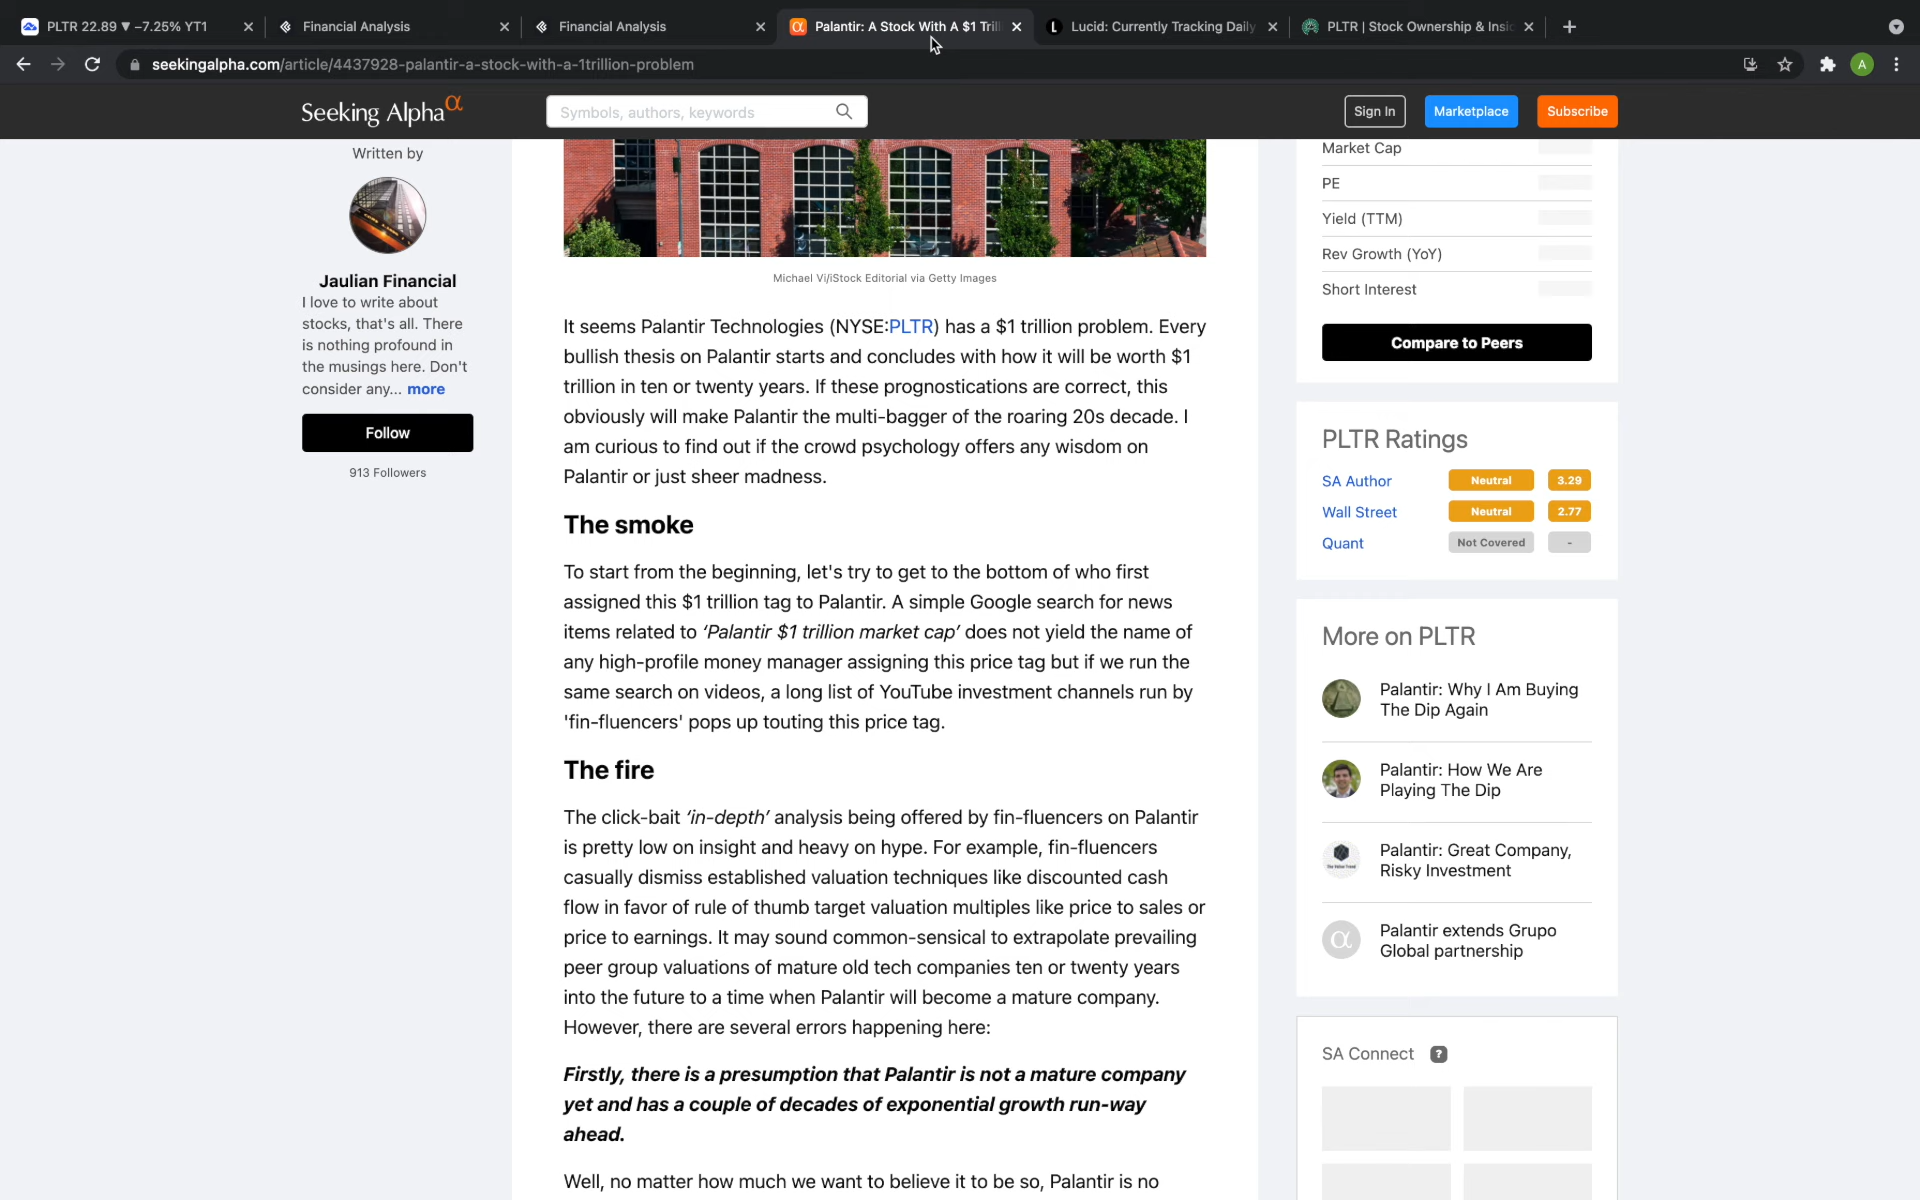 PLTR 22.89 ▼ −7.25% YT1
Financial Analysis
Financial Analysis
Palantir: A Stock With A $1 Tril
Lucid: Currently Tracking Daily
PLTR | Stock Ownership & Insid
seekingalpha.com/article/4437928-palantir-a-stock-with-a-1trillion-problem
A
Seeking Alpha α
Symbols, authors, keywords
Sign In
Marketplace
Subscribe
Written by
Jaulian Financial
I love to write about
stocks, that's all. There
is nothing profound in
the musings here. Don't
consider any... more
Follow
913 Followers
Michael Vi/iStock Editorial via Getty Images
It seems Palantir Technologies (NYSE:PLTR) has a $1 trillion problem. Every
bullish thesis on Palantir starts and concludes with how it will be worth $1
trillion in ten or twenty years. If these prognostications are correct, this
obviously will make Palantir the multi-bagger of the roaring 20s decade. I
am curious to find out if the crowd psychology offers any wisdom on
Palantir or just sheer madness.
The smoke
To start from the beginning, let's try to get to the bottom of who first
assigned this $1 trillion tag to Palantir. A simple Google search for news
items related to ‘Palantir $1 trillion market cap’ does not yield the name of
any high-profile money manager assigning this price tag but if we run the
same search on videos, a long list of YouTube investment channels run by
'fin-fluencers' pops up touting this price tag.
The fire
The click-bait ‘in-depth’ analysis being offered by fin-fluencers on Palantir
is pretty low on insight and heavy on hype. For example, fin-fluencers
casually dismiss established valuation techniques like discounted cash
flow in favor of rule of thumb target valuation multiples like price to sales or
price to earnings. It may sound common-sensical to extrapolate prevailing
peer group valuations of mature old tech companies ten or twenty years
into the future to a time when Palantir will become a mature company.
However, there are several errors happening here:
Firstly, there is a presumption that Palantir is not a mature company
yet and has a couple of decades of exponential growth run-way
ahead.
Well, no matter how much we want to believe it to be so, Palantir is no
Market Cap
PE
Yield (TTM)
Rev Growth (YoY)
Short Interest
Compare to Peers
PLTR Ratings
SA Author Neutral 3.29
Wall Street Neutral 2.77
Quant Not Covered -
More on PLTR
Palantir: Why I Am Buying
The Dip Again
Palantir: How We Are
Playing The Dip
Palantir: Great Company,
Risky Investment
α
Palantir extends Grupo
Global partnership
SA Connect ?